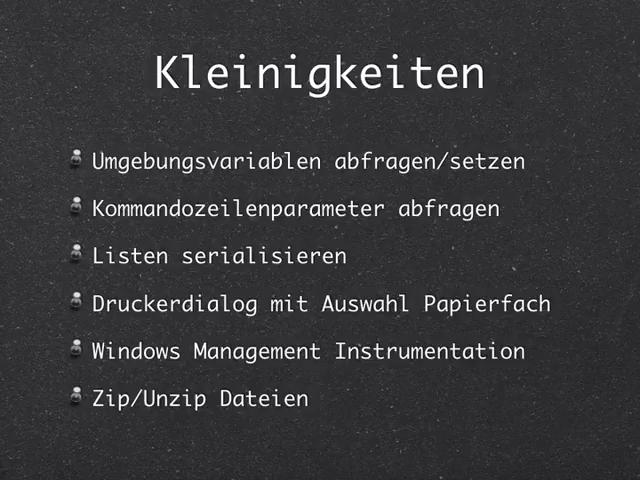 Kleinigkeiten
Umgebungsvariablen abfragen/setzen
Kommandozeilenparameter abfragen
Listen serialisieren
Druckerdialog mit Auswahl Papierfach
Windows Management Instrumentation
Zip/Unzip Dateien